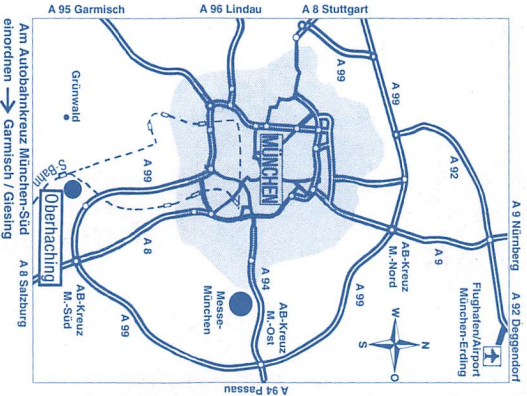 A 95 Garmisch
A 96 Lindau
A 8 Stuttgart
A 99
A 99
A 92
A 9 Nürnberg
A 92 Deggendorf
Flughafen/Airport
München-Erding
A 9
AB-Kreuz
M.-Nord
A 99
N
W
O
S
MÜNCHEN
Grünwald
S-Bahn
Oberhaching
A 99
A 8
A 94
Messe-
München
AB-Kreuz
M.-Ost
A 94 Passau
A 99
AB-Kreuz
M.-Süd
A 8 Salzburg
Am Autobahnkreuz München-Süd
einordnen → Garmisch / Giesing